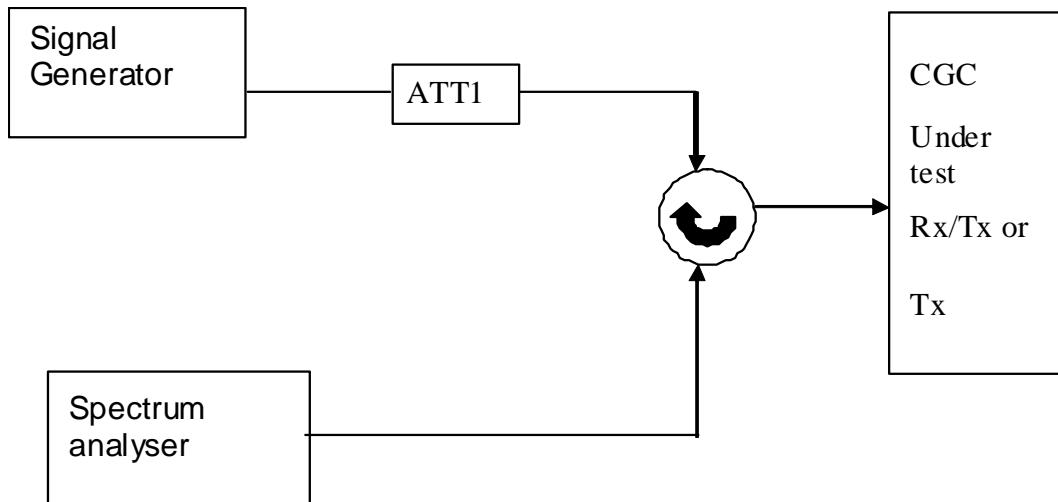 Signal
Generator
ATT1
CGC
Under
test
Rx/Tx or
Tx
Spectrum
analyser